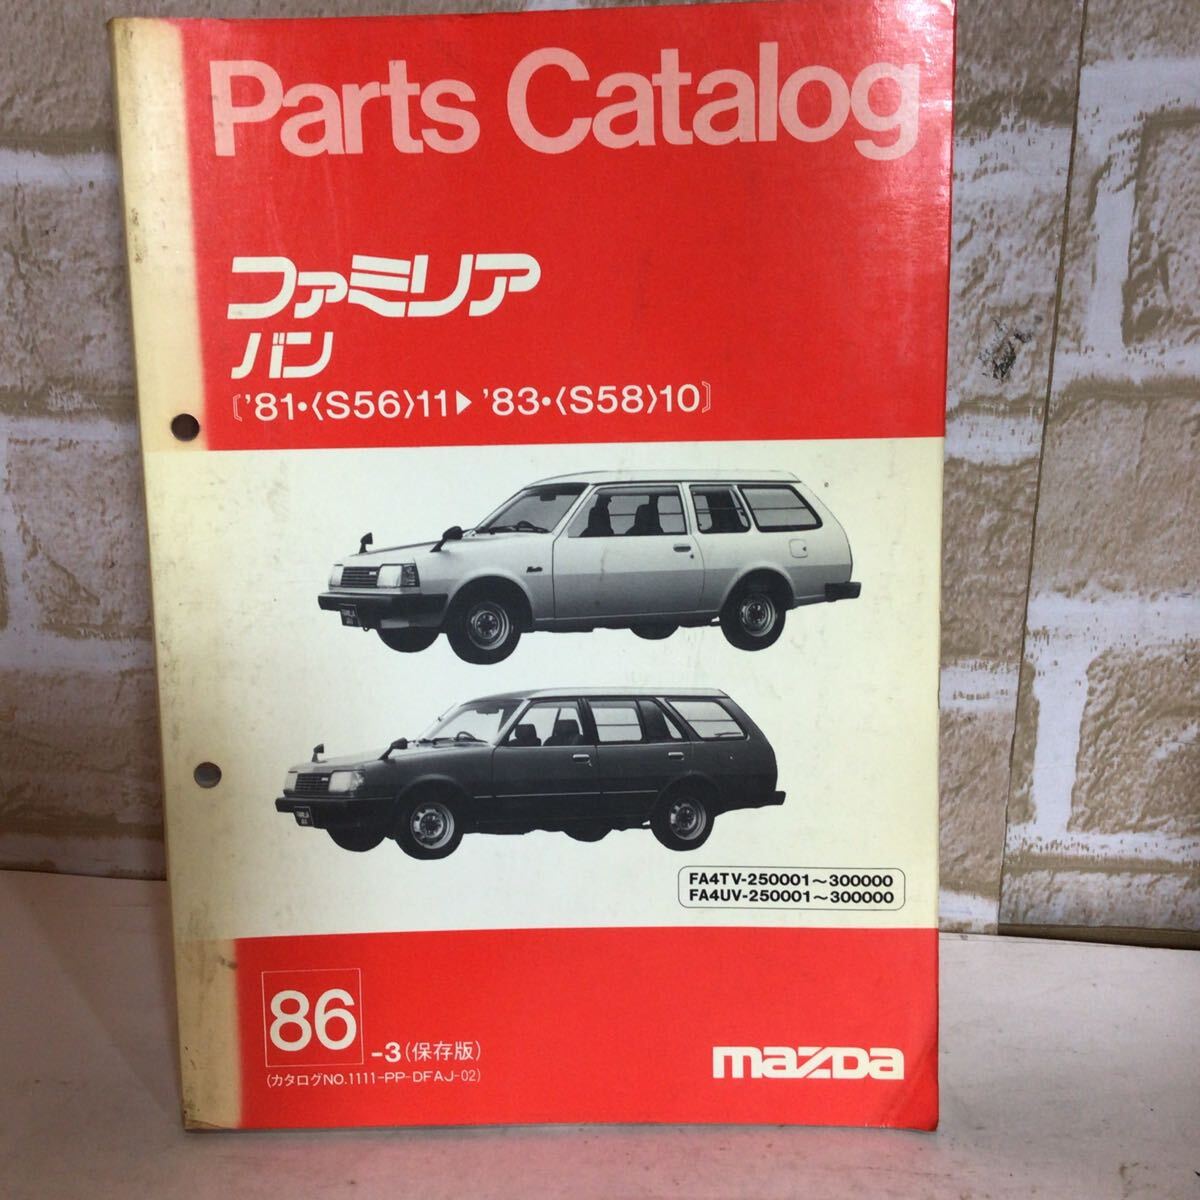 Parts Catalog
ファミリア
バン
〔'81・〈S56〉11▶'83・〈S58〉10〕
FA4TV-250001～300000
FA4UV-250001～300000
86
-3(保存版)
(カタログNO.1111-PP-DFAJ-02)
mazDa